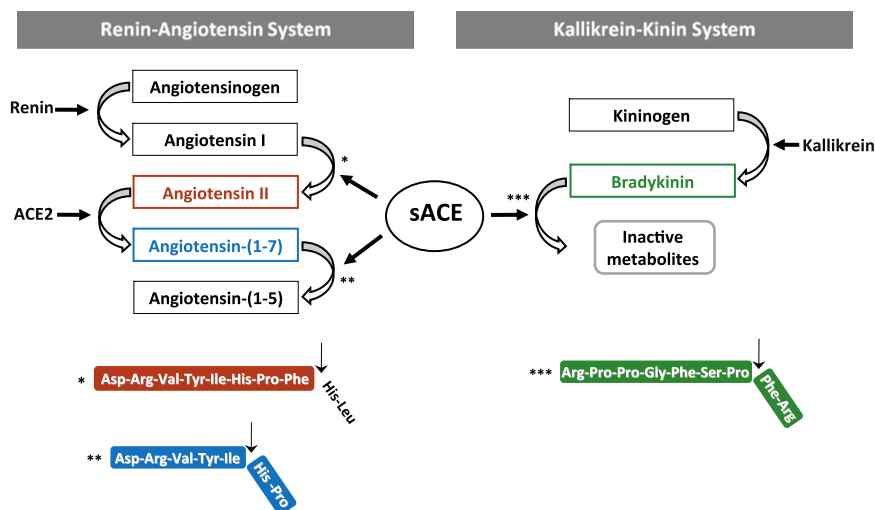 Renin-Angiotensin System
Kallikrein-Kinin System
Angiotensinogen
Renin
Angiotensin I
*
Angiotensin II
ACE2
Angiotensin-(1-7)
**
Angiotensin-(1-5)
sACE
***
Kininogen
Kallikrein
Bradykinin
Inactive
metabolites
* Asp-Arg-Val-Tyr-Ile-His-Pro-Phe
His-Leu
** Asp-Arg-Val-Tyr-Ile
His -Pro
*** Arg-Pro-Pro-Gly-Phe-Ser-Pro
Phe-Arg